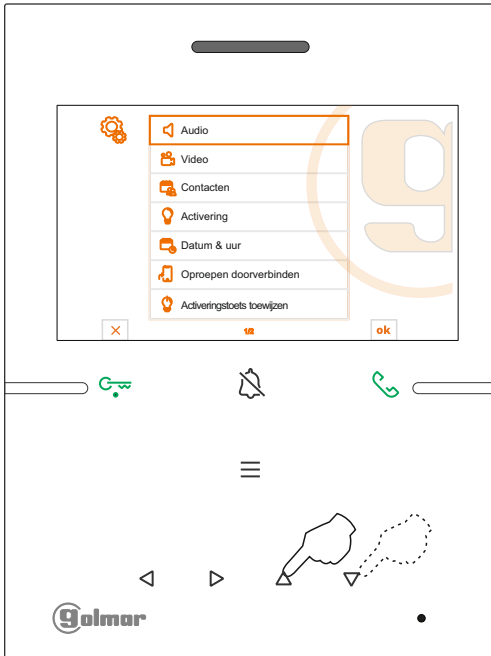 Audio
Video
Contacten
Activering
Datum & uur
Oproepen doorverbinden
Activeringstoets toewijzen
1/2
ok
golmar